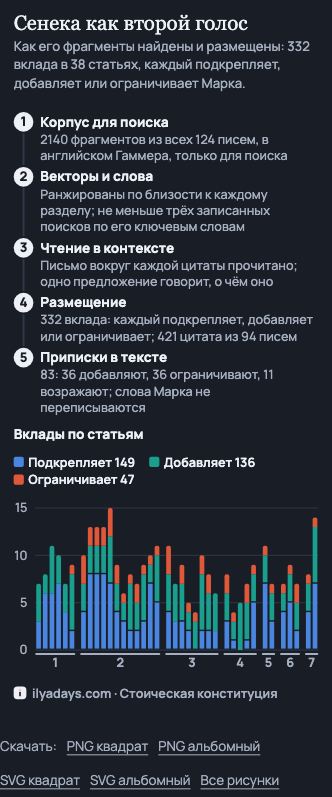 Сенека как второй голос
Как его фрагменты найдены и размещены: 332
вклада в 38 статьях, каждый подкрепляет,
добавляет или ограничивает Марка.
1 Корпус для поиска
2140 фрагментов из всех 124 писем, в
английском Гаммера, только для поиска
2 Векторы и слова
Ранжированы по близости к каждому
разделу; не меньше трёх записанных
поисков по его ключевым словам
3 Чтение в контексте
Письмо вокруг каждой цитаты прочитано;
одно предложение говорит, о чём оно
4 Размещение
332 вклада: каждый подкрепляет, добавляет
или ограничивает; 421 цитата из 94 писем
5 Приписки в тексте
83: 36 добавляют, 36 ограничивают, 11
возражают; слова Марка не
переписываются
Вклады по статьям
Подкрепляет 149 Добавляет 136
Ограничивает 47
15
10
5
0
1 2 3 4 5 6 7
i ilyadays.com · Стоическая конституция
Скачать: PNG квадрат PNG альбомный
SVG квадрат SVG альбомный Все рисунки